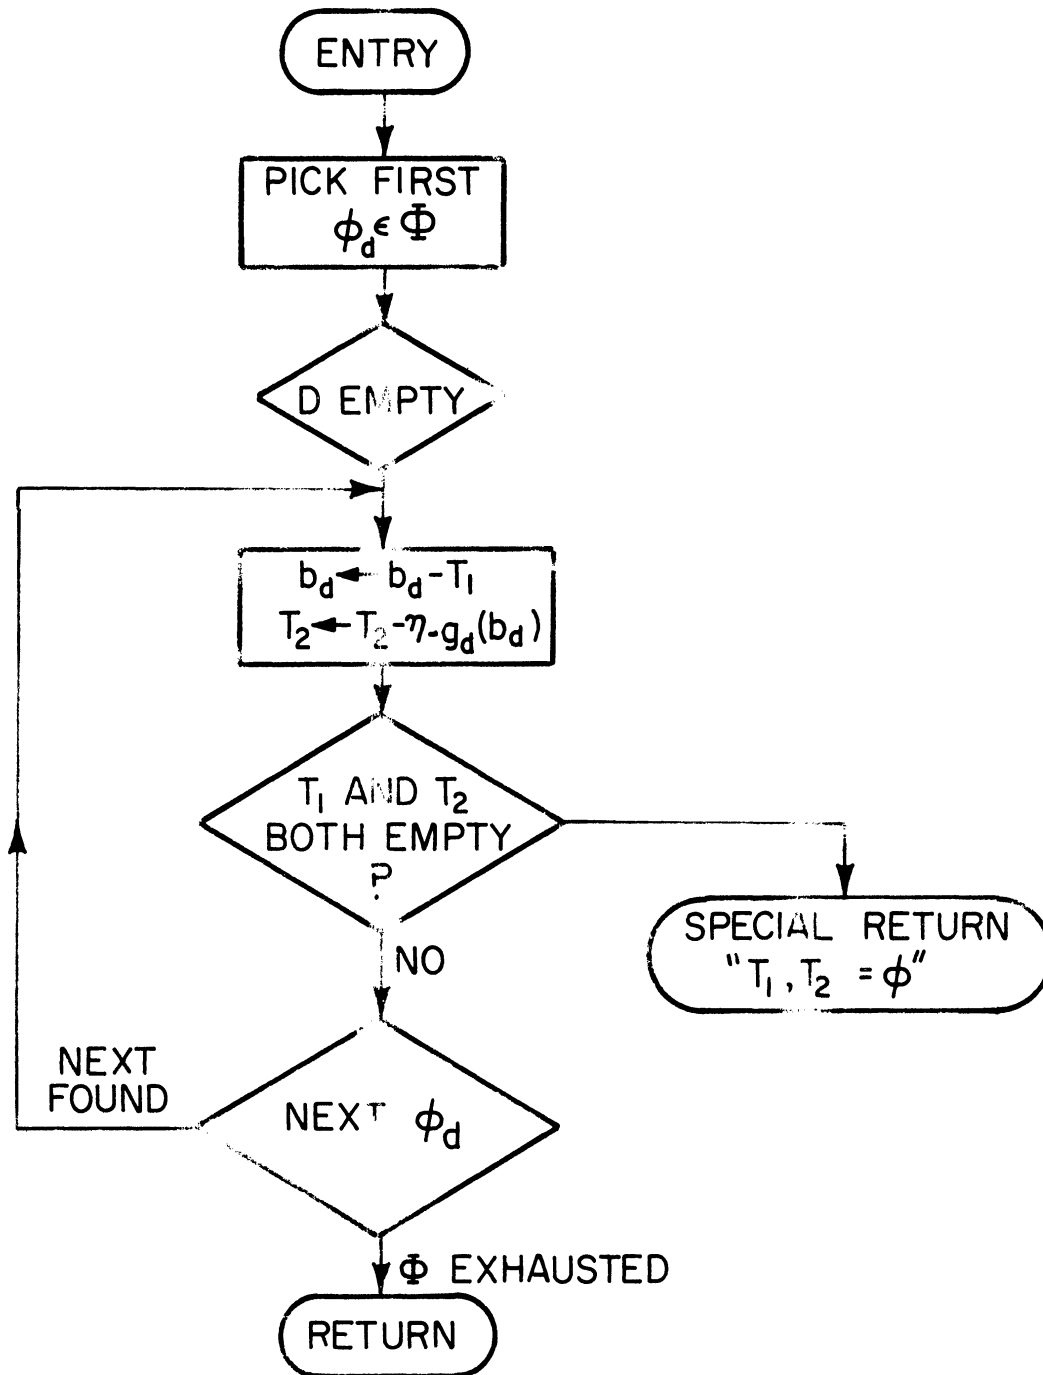 ENTRY
PICK FIRST
ϕd ϵ Φ
D EMPTY
bd ← bd - T1
T2 ← T2 - η - gd(bd)
T1 AND T2
BOTH EMPTY
?
SPECIAL RETURN
"T1, T2 = ϕ"
NO
NEXT
FOUND
NEXT ϕd
Φ EXHAUSTED
RETURN